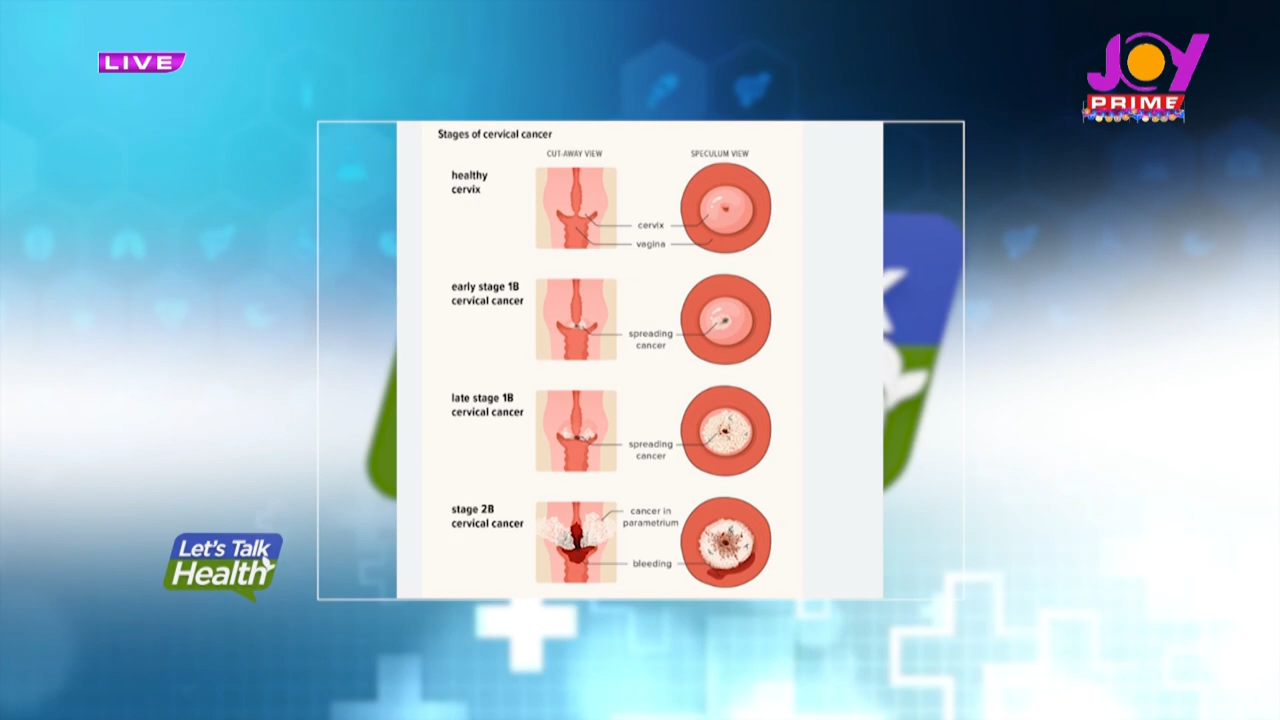 LIVE
JOY
PRIME
Stages of cervical cancer
CUT-AWAY VIEW
SPECULUM VIEW
healthy
cervix
cervix
vagina
early stage 1B
cervical cancer
spreading
cancer
late stage 1B
cervical cancer
spreading
cancer
stage 2B
cervical cancer
cancer in
parametrium
bleeding
Let's Talk
Health